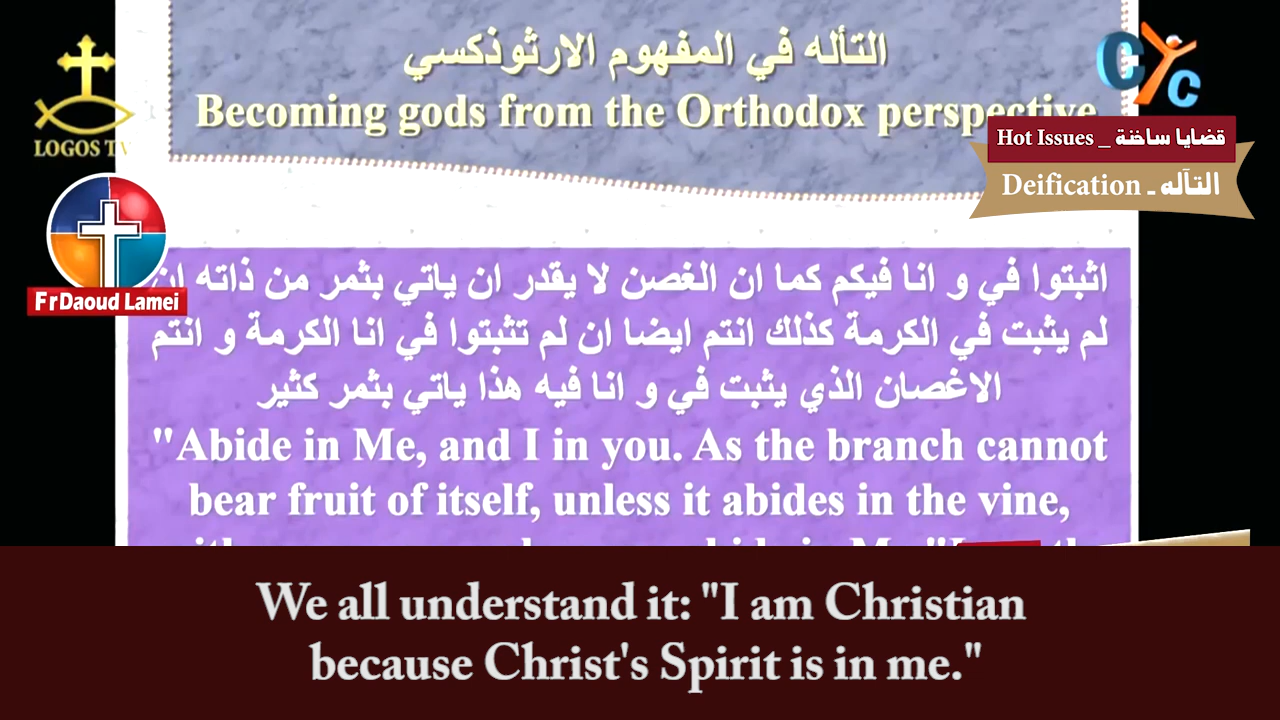 التأله في المفهوم الارثوذكسي
Becoming gods from the Orthodox perspective
LOGOS TV
CYC
Hot Issues _ قضايا ساخنة
Deification - التآله
FrDaoud Lamei
اثبتوا في و انا فيكم كما ان الغصن لا يقدر ان ياتي بثمر من ذاته ان
لم يثبت في الكرمة كذلك انتم ايضا ان لم تثبتوا في انا الكرمة و انتم
الاغصان الذي يثبت في و انا فيه هذا ياتي بثمر كثير
"Abide in Me, and I in you. As the branch cannot
bear fruit of itself, unless it abides in the vine,
We all understand it: "I am Christian
because Christ's Spirit is in me."